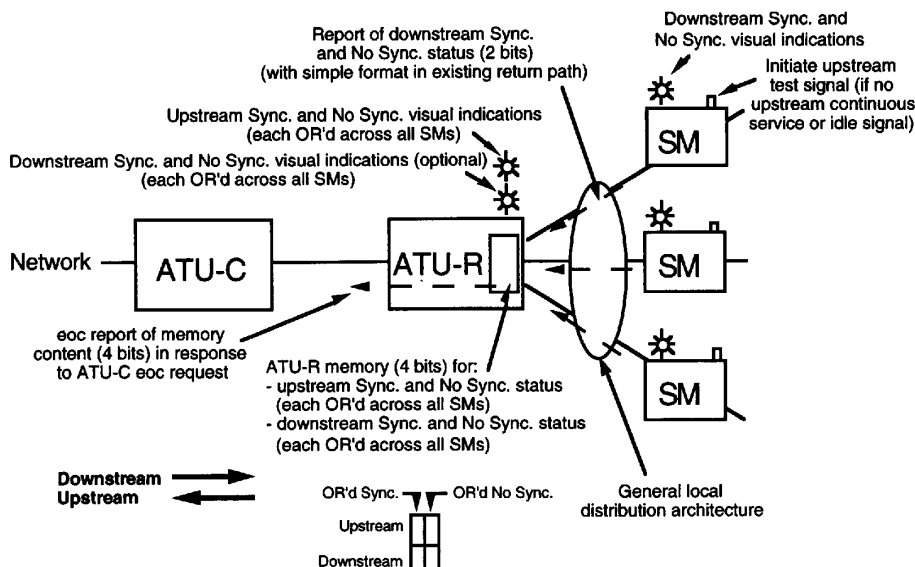 Report of downstream Sync.
and No Sync. status (2 bits)
(with simple format in existing return path)
Downstream Sync. and
No Sync. visual indications
Initiate upstream
test signal (if no
upstream continuous
service or idle signal)
Upstream Sync. and No Sync. visual indications
(each OR'd across all SMs)
Downstream Sync. and No Sync. visual indications (optional)
(each OR'd across all SMs)
SM
Network
ATU-C
ATU-R
SM
eoc report of memory
content (4 bits) in response
to ATU-C eoc request
ATU-R memory (4 bits) for:
- upstream Sync. and No Sync. status
(each OR'd across all SMs)
- downstream Sync. and No Sync. status
(each OR'd across all SMs)
SM
Downstream
Upstream
OR'd Sync.
OR'd No Sync.
Upstream
Downstream
General local
distribution architecture